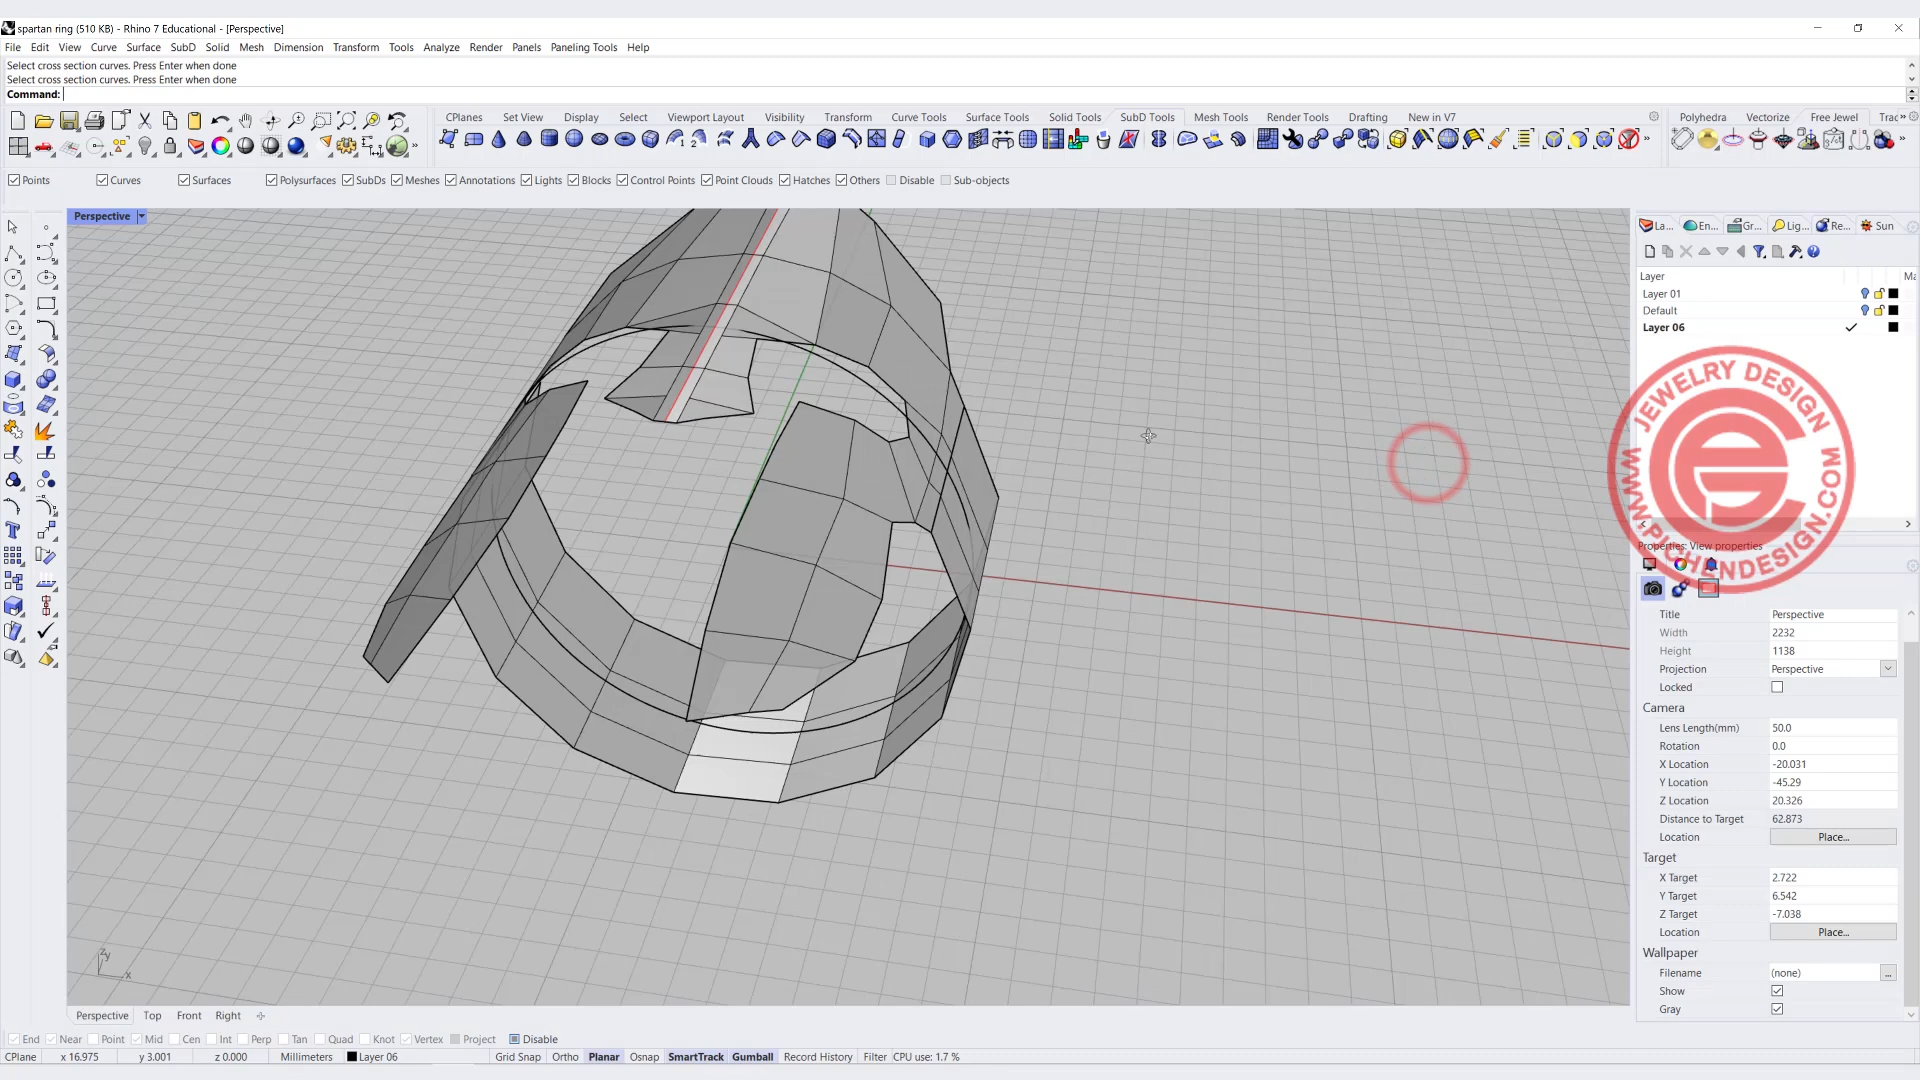 spartan ring (510 KB) - Rhino 7 Educational - [Perspective]
File Edit View Curve Surface SubD Solid Mesh Dimension Transform Tools Analyze Render Panels Paneling Tools Help
Select cross section curves. Press Enter when done
Select cross section curves. Press Enter when done
Command:
CPlanes Set View Display Select Viewport Layout Visibility Transform Curve Tools Surface Tools Solid Tools SubD Tools Mesh Tools Render Tools Drafting New in V7 Polyhedra Vectorize Free Jewel Trac
Points Curves Surfaces Polysurfaces SubDs Meshes Annotations Lights Blocks Control Points Point Clouds Hatches Others Disable Sub-objects
Perspective
La... En... Gr... Lig... Re... Sun
Layer Ma
Layer 01
Default
Layer 06
JEWELRY DESIGN
WWW.PICHENDESIGN.COM
Properties: View properties
Title Perspective
Width 2232
Height 1138
Projection Perspective
Locked
Camera
Lens Length(mm) 50.0
Rotation 0.0
X Location -20.031
Y Location -45.29
Z Location 20.326
Distance to Target 62.873
Location Place...
Target
X Target 2.722
Y Target 6.542
Z Target -7.038
Location Place...
Wallpaper
Filename (none) ...
Show
Gray
z y x
Perspective Top Front Right
End Near Point Mid Cen Int Perp Tan Quad Knot Vertex Project Disable
CPlane x 16.975 y 3.001 z 0.000 Millimeters Layer 06 Grid Snap Ortho Planar Osnap SmartTrack Gumball Record History Filter CPU use: 1.7 %